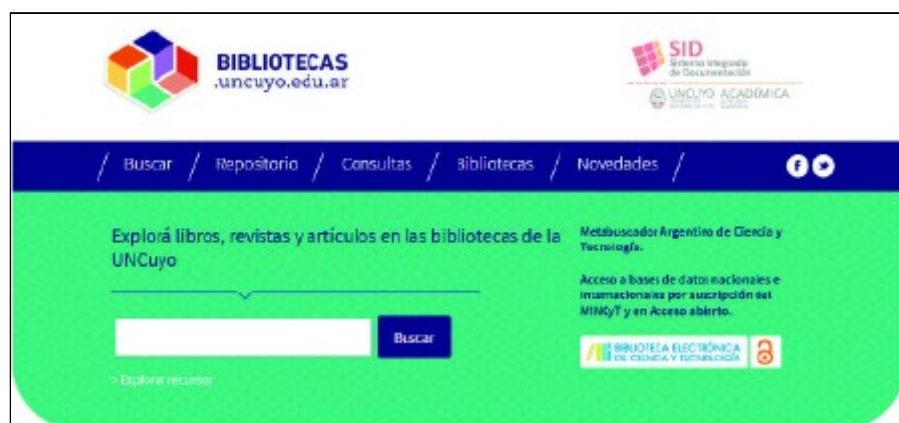 BIBLIOTECAS
.uncuyo.edu.ar
SID
Sistema Integrado
de Documentación
UNCUYO ACADÉMICA
/ Buscar / Repositorio / Consultas / Bibliotecas / Novedades /
Explorá libros, revistas y artículos en las bibliotecas de la
UNCuyo
Buscar
> Explorar recursos
Metabuscador Argentino de Ciencia y
Tecnología.
Acceso a bases de datos nacionales e
internacionales por suscripción del
MINCyT y en Acceso abierto.
BIBLIOTECA ELECTRÓNICA
DE CIENCIA Y TECNOLOGÍA